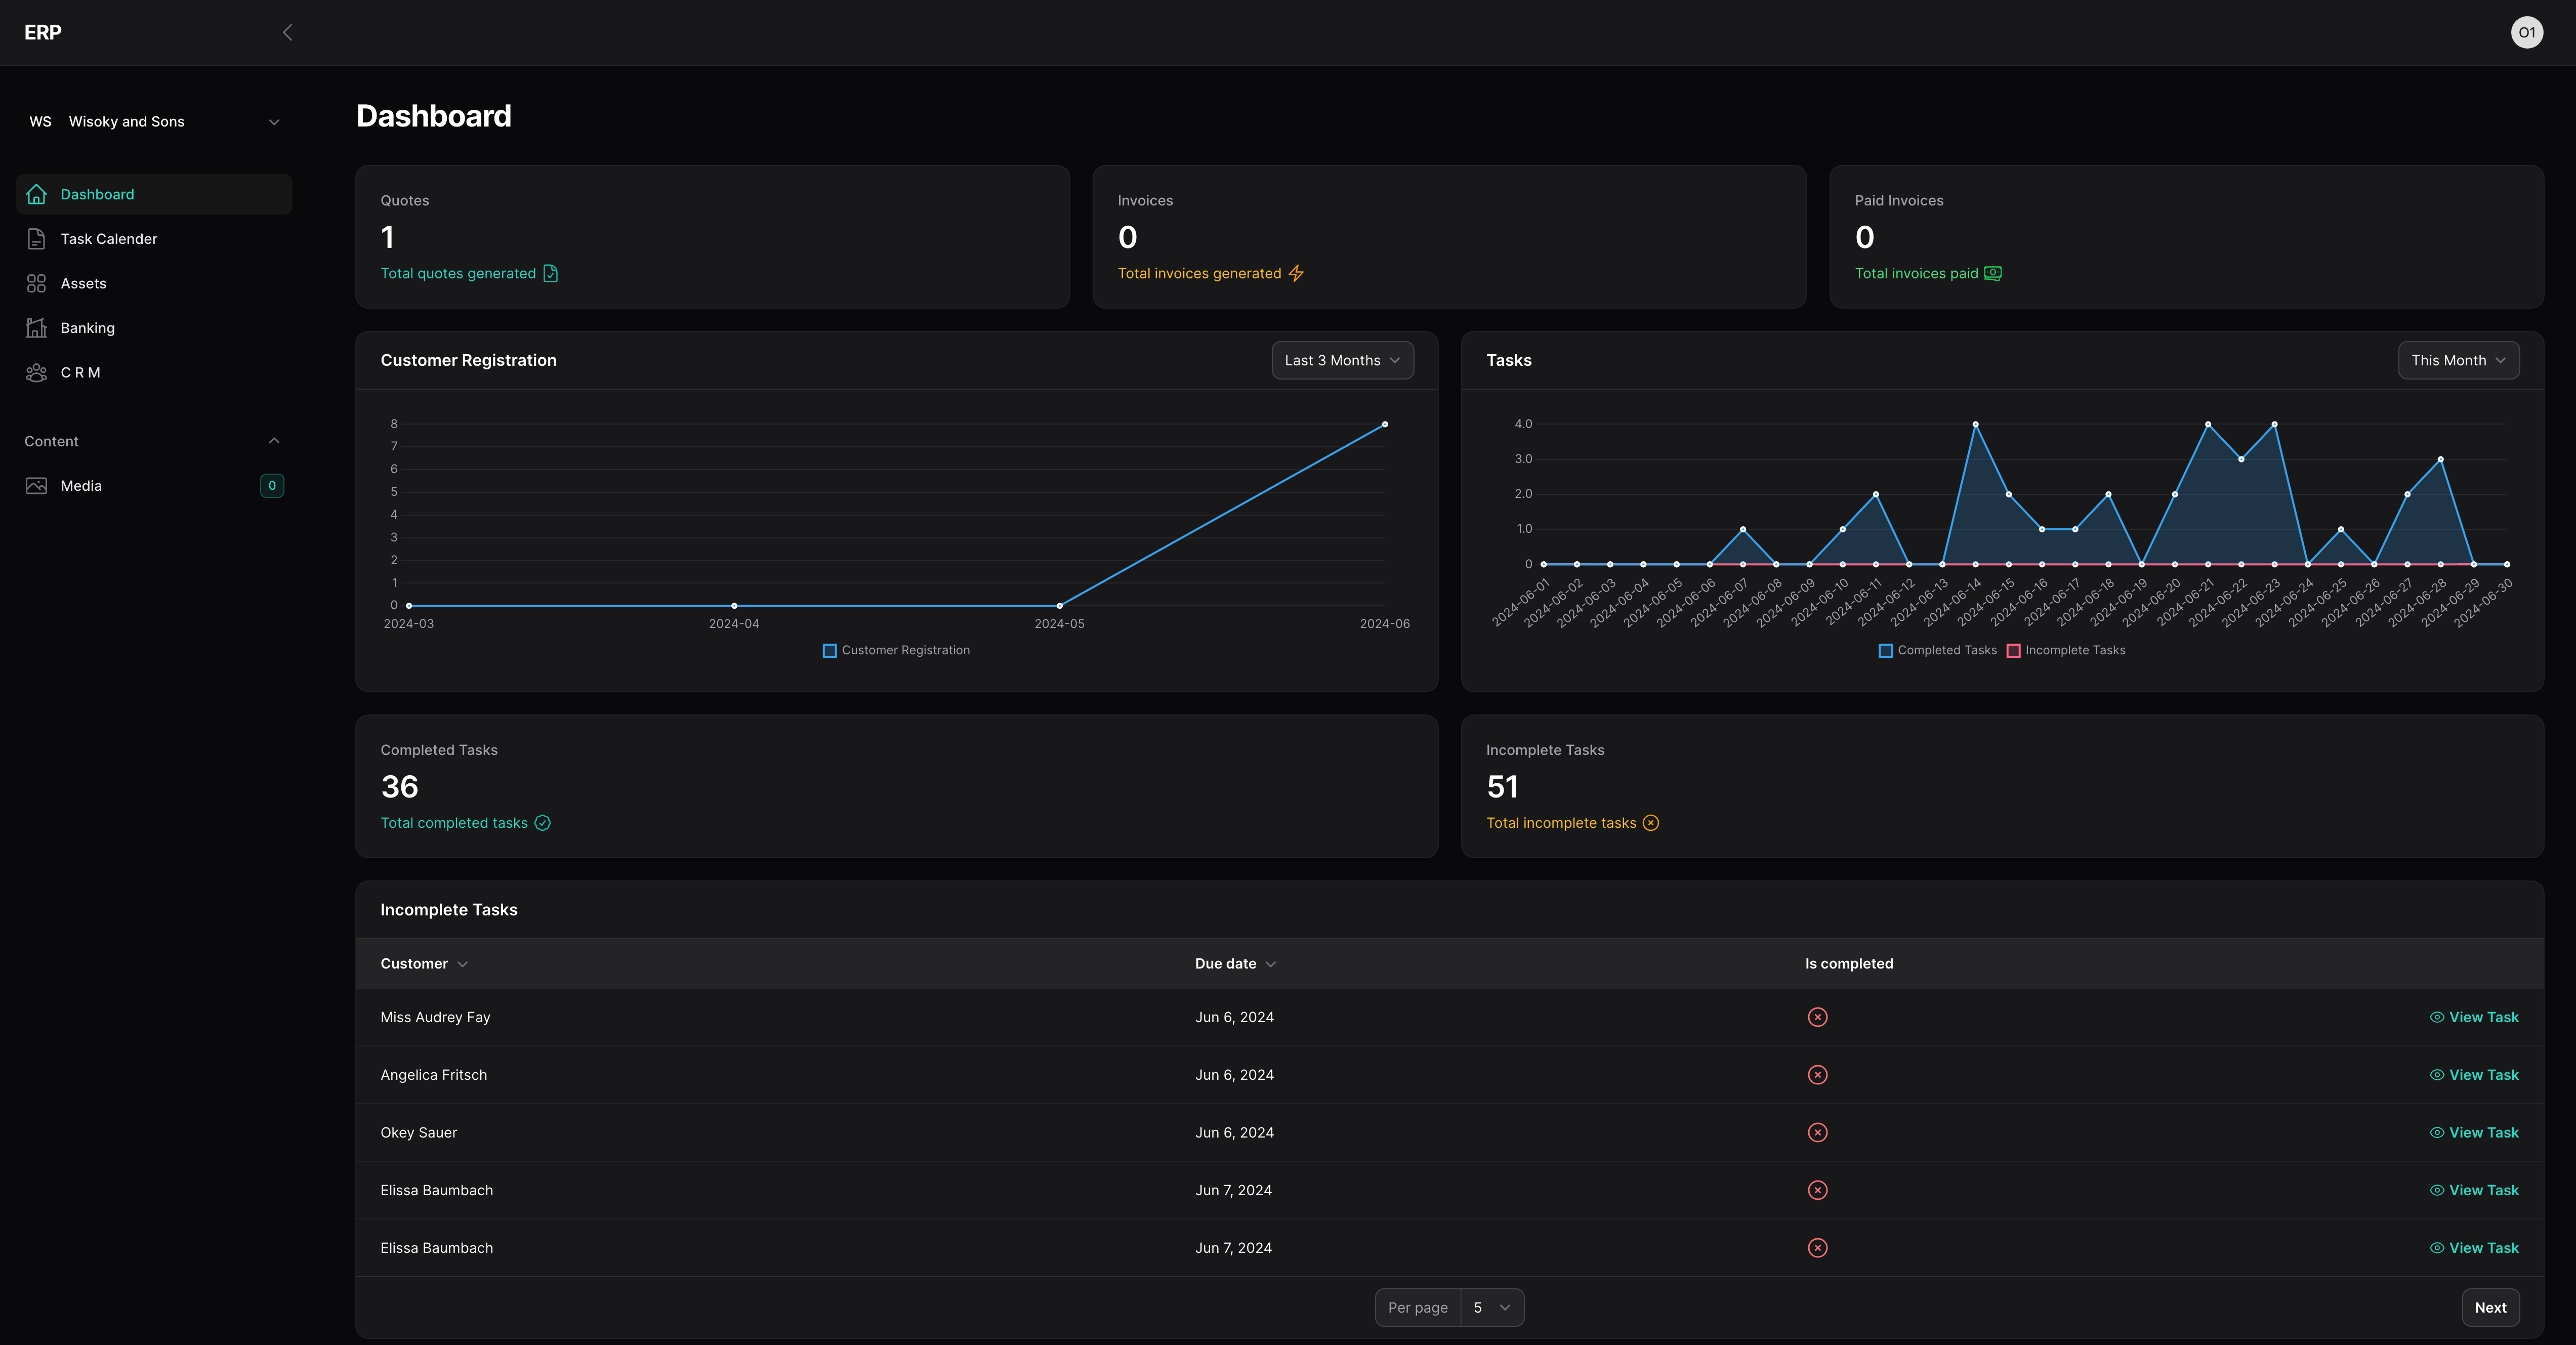 ERP
O1
WS Wisoky and Sons
Dashboard
Task Calender
Assets
Banking
C R M
Content
Media 0
Dashboard
Quotes
1
Total quotes generated
Invoices
0
Total invoices generated
Paid Invoices
0
Total invoices paid
Customer Registration
Last 3 Months
8
7
6
5
4
3
2
1
0
2024-03 2024-04 2024-05 2024-06
Customer Registration
Tasks
This Month
4.0
3.0
2.0
1.0
0
2024-06-01 2024-06-02 2024-06-03 2024-06-04 2024-06-05 2024-06-06 2024-06-07 2024-06-08 2024-06-09 2024-06-10 2024-06-11 2024-06-12 2024-06-13 2024-06-14 2024-06-15 2024-06-16 2024-06-17 2024-06-18 2024-06-19 2024-06-20 2024-06-21 2024-06-22 2024-06-23 2024-06-24 2024-06-25 2024-06-26 2024-06-27 2024-06-28 2024-06-29 2024-06-30
Completed Tasks Incomplete Tasks
Completed Tasks
36
Total completed tasks
Incomplete Tasks
51
Total incomplete tasks
Incomplete Tasks
Customer Due date Is completed
Miss Audrey Fay Jun 6, 2024 View Task
Angelica Fritsch Jun 6, 2024 View Task
Okey Sauer Jun 6, 2024 View Task
Elissa Baumbach Jun 7, 2024 View Task
Elissa Baumbach Jun 7, 2024 View Task
Per page 5
Next